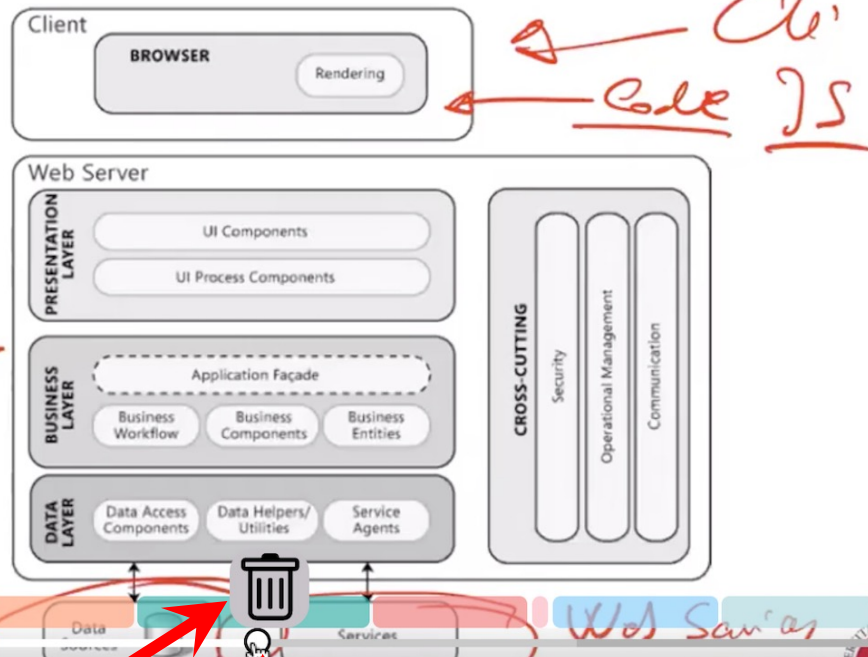 Client
BROWSER
Rendering
Code JS
Web Server
PRESENTATION LAYER
UI Components
UI Process Components
BUSINESS LAYER
Application Façade
Business Workflow
Business Components
Business Entities
DATA LAYER
Data Access Components
Data Helpers/ Utilities
Service Agents
CROSS-CUTTING
Security
Operational Management
Communication
Data Sources
Services